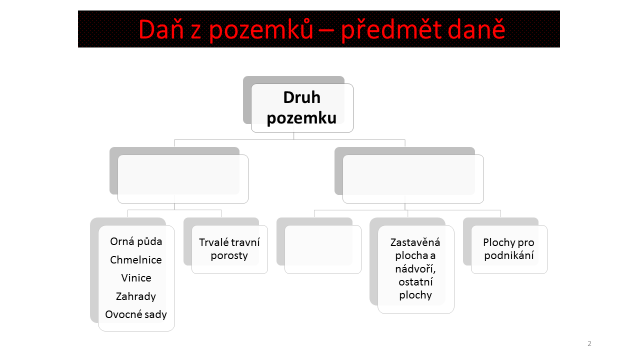 Daň z pozemků – předmět daně
Druh
pozemku
Orná půda
Chmelnice
Vinice
Zahrady
Ovocné sady
Trvalé travní
porosty
Zastavěná
plocha a
nádvoří,
ostatní
plochy
Plochy pro
podnikání
2